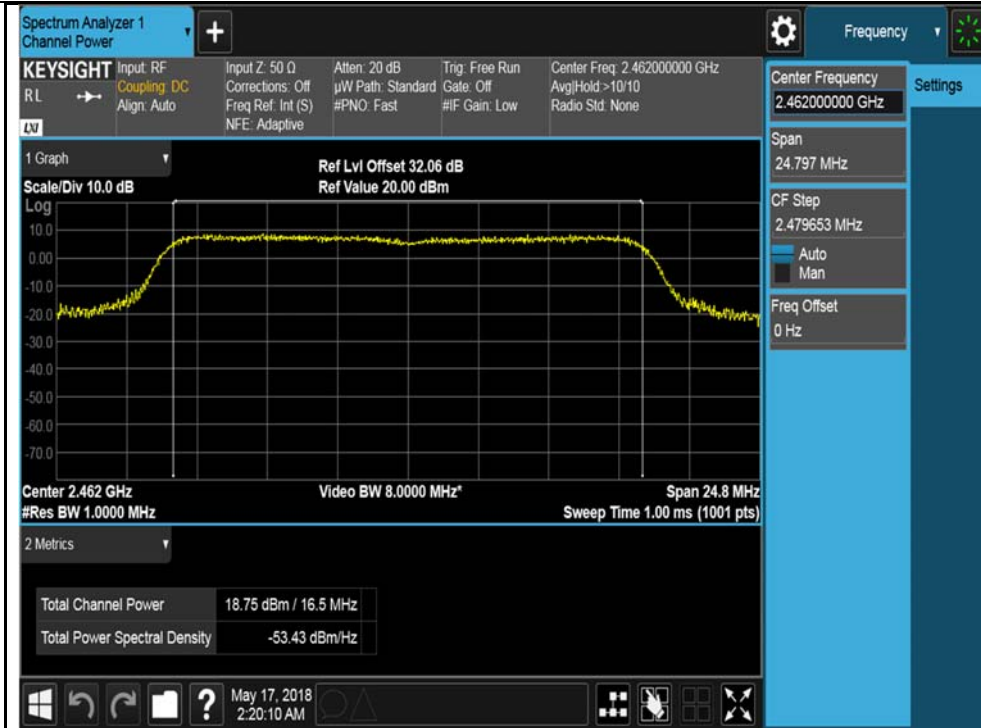 Spectrum Analyzer 1
Channel Power
+
Frequency
KEYSIGHT
RL
LXI
Input: RF
Coupling: DC
Align: Auto
Input Z: 50 Ω
Corrections: Off
Freq Ref: Int (S)
NFE: Adaptive
Atten: 20 dB
µW Path: Standard
#PNO: Fast
Trig: Free Run
Gate: Off
#IF Gain: Low
Center Freq: 2.462000000 GHz
Avg|Hold:>10/10
Radio Std: None
Center Frequency
2.462000000 GHz
Settings
Span
24.797 MHz
CF Step
2.479653 MHz
Auto
Man
Freq Offset
0 Hz
1 Graph
Scale/Div 10.0 dB
Ref Lvl Offset 32.06 dB
Ref Value 20.00 dBm
Log
10.0
0.00
-10.0
-20.0
-30.0
-40.0
-50.0
-60.0
-70.0
Center 2.462 GHz
#Res BW 1.0000 MHz
Video BW 8.0000 MHz*
Span 24.8 MHz
Sweep Time 1.00 ms (1001 pts)
2 Metrics
Total Channel Power 18.75 dBm / 16.5 MHz
Total Power Spectral Density -53.43 dBm/Hz
?
May 17, 2018
2:20:10 AM